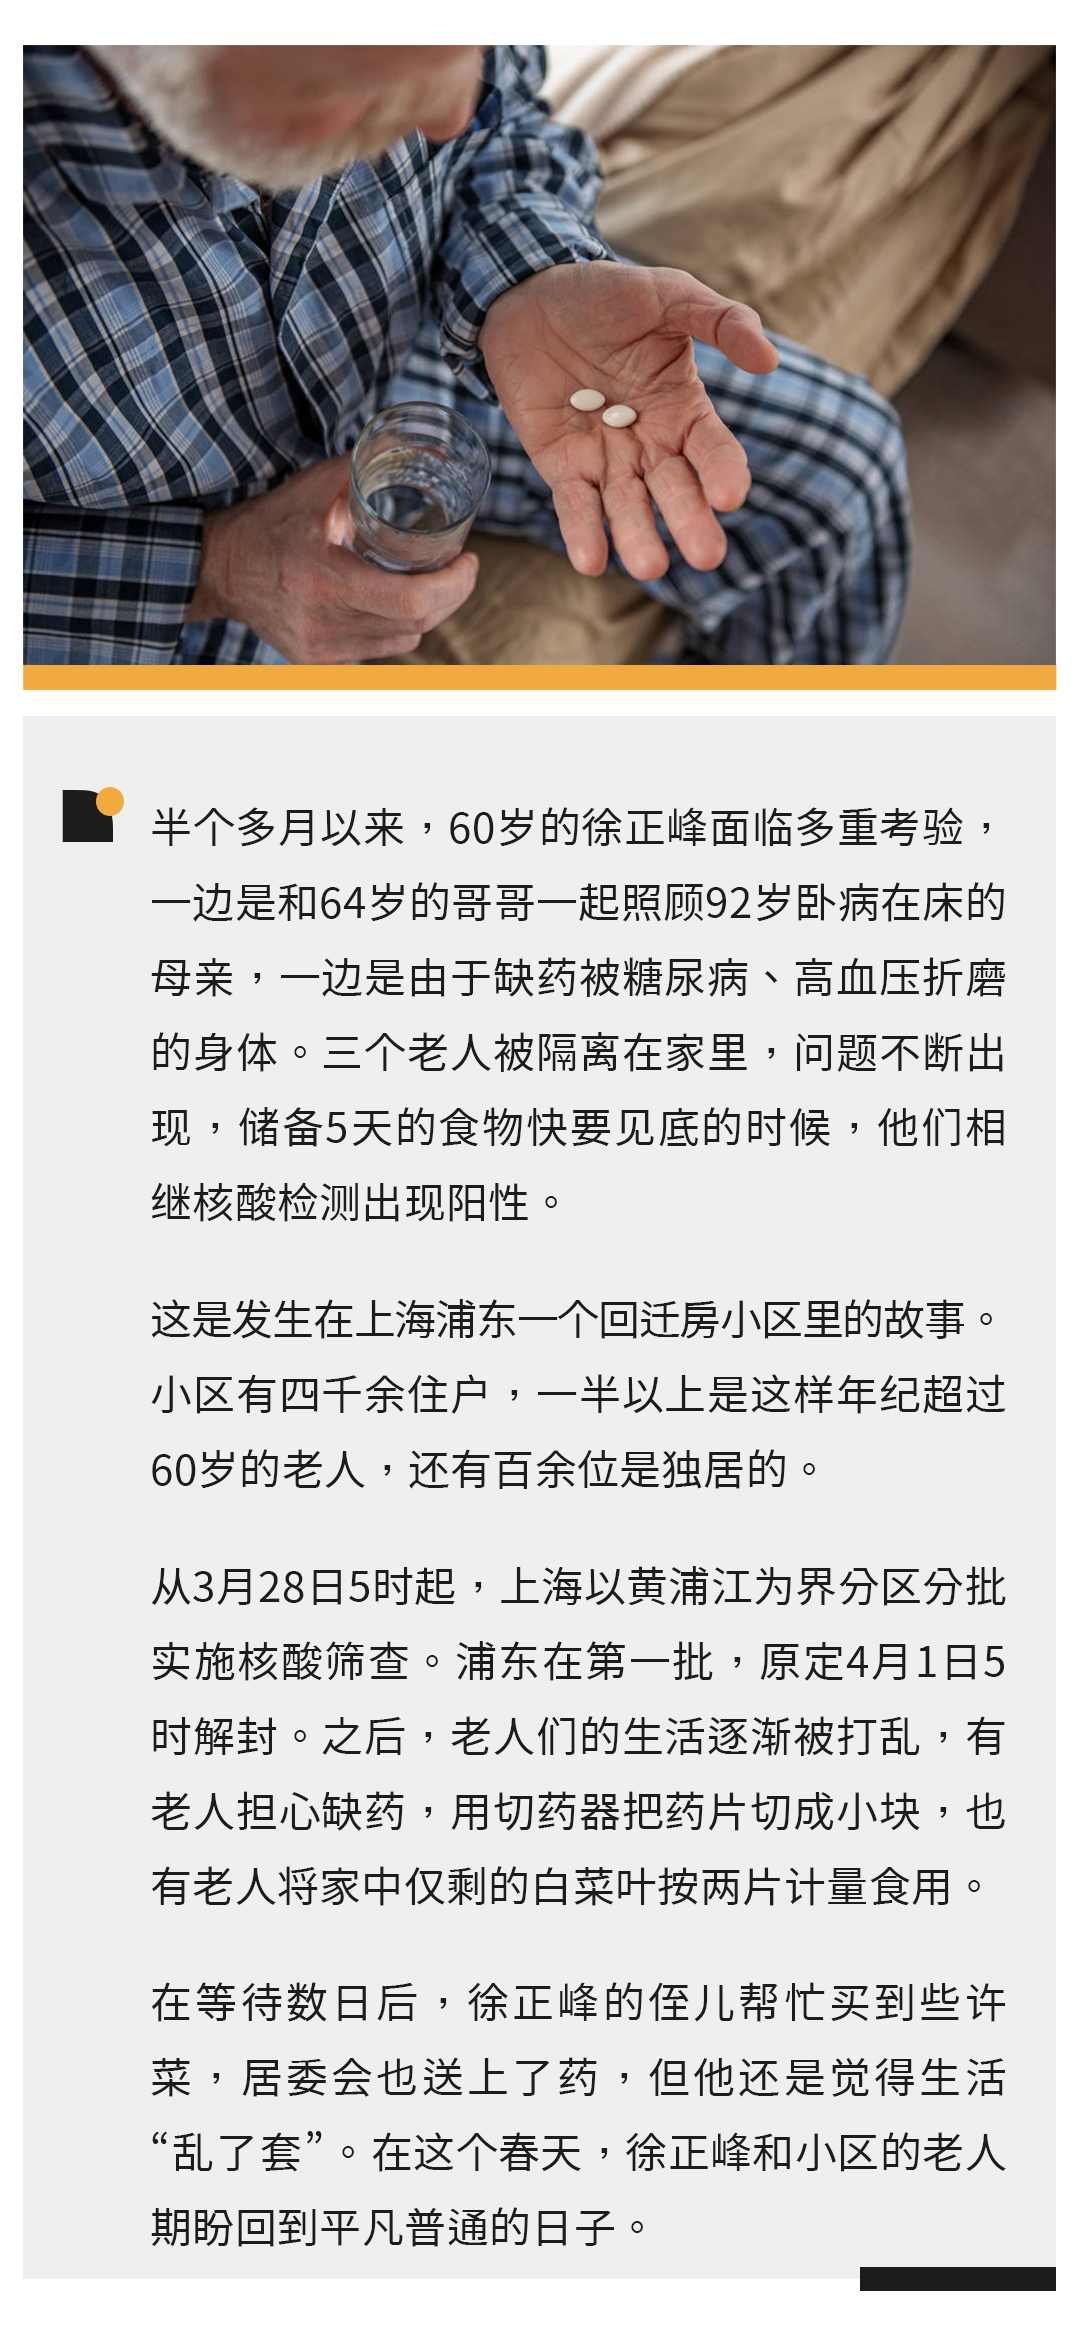 半个多月以来，60岁的徐正峰面临多重考验，
一边是和64岁的哥哥一起照顾92岁卧病在床的
母亲，一边是由于缺药被糖尿病、高血压折磨
的身体。三个老人被隔离在家里，问题不断出
现，储备5天的食物快要见底的时候，他们相
继核酸检测出现阳性。
这是发生在上海浦东一个回迁房小区里的故事。
小区有四千余住户，一半以上是这样年纪超过
60岁的老人，还有百余位是独居的。
从3月28日5时起，上海以黄浦江为界分区分批
实施核酸筛查。浦东在第一批，原定4月1日5
时解封。之后，老人们的生活逐渐被打乱，有
老人担心缺药，用切药器把药片切成小块，也
有老人将家中仅剩的白菜叶按两片计量食用。
在等待数日后，徐正峰的侄儿帮忙买到些许
菜，居委会也送上了药，但他还是觉得生活
“乱了套”。在这个春天，徐正峰和小区的老人
期盼回到平凡普通的日子。